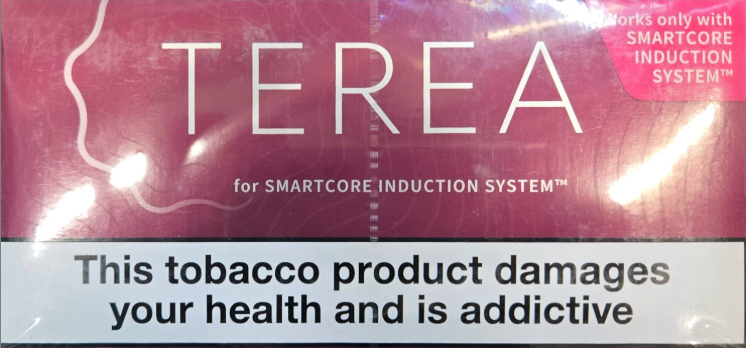 TEREA
Works only with
SMARTCORE
INDUCTION
SYSTEM™
for SMARTCORE INDUCTION SYSTEM™
This tobacco product damages
your health and is addictive